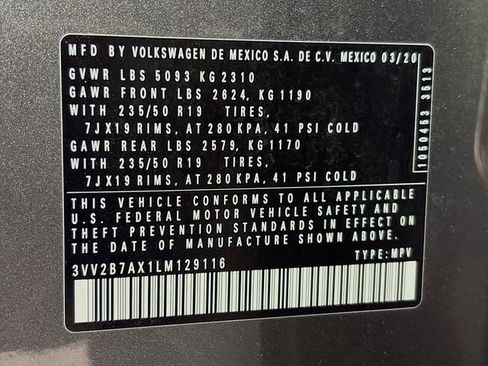 MFD BY VOLKSWAGEN DE MEXICO S.A. DE C.V. MEXICO 03/20
GVWR LBS 5093 KG 2310
GAWR FRONT LBS 2624, KG 1190
WITH 235/50 R19 TIRES,
7JX19 RIMS, AT 280 KPA, 41 PSI COLD
GAWR REAR LBS 2579, KG 1170
WITH 235/50 R19 TIRES,
7JX19 RIMS, AT 280 KPA, 41 PSI COLD
THIS VEHICLE CONFORMS TO ALL APPLICABLE
U.S. FEDERAL MOTOR VEHICLE SAFETY AND
THEFT PREVENTION STANDARDS IN EFFECT ON
THE DATE OF MANUFACTURE SHOWN ABOVE.
3VV2B7AX1LM129116 TYPE: MPV
1050453 3513